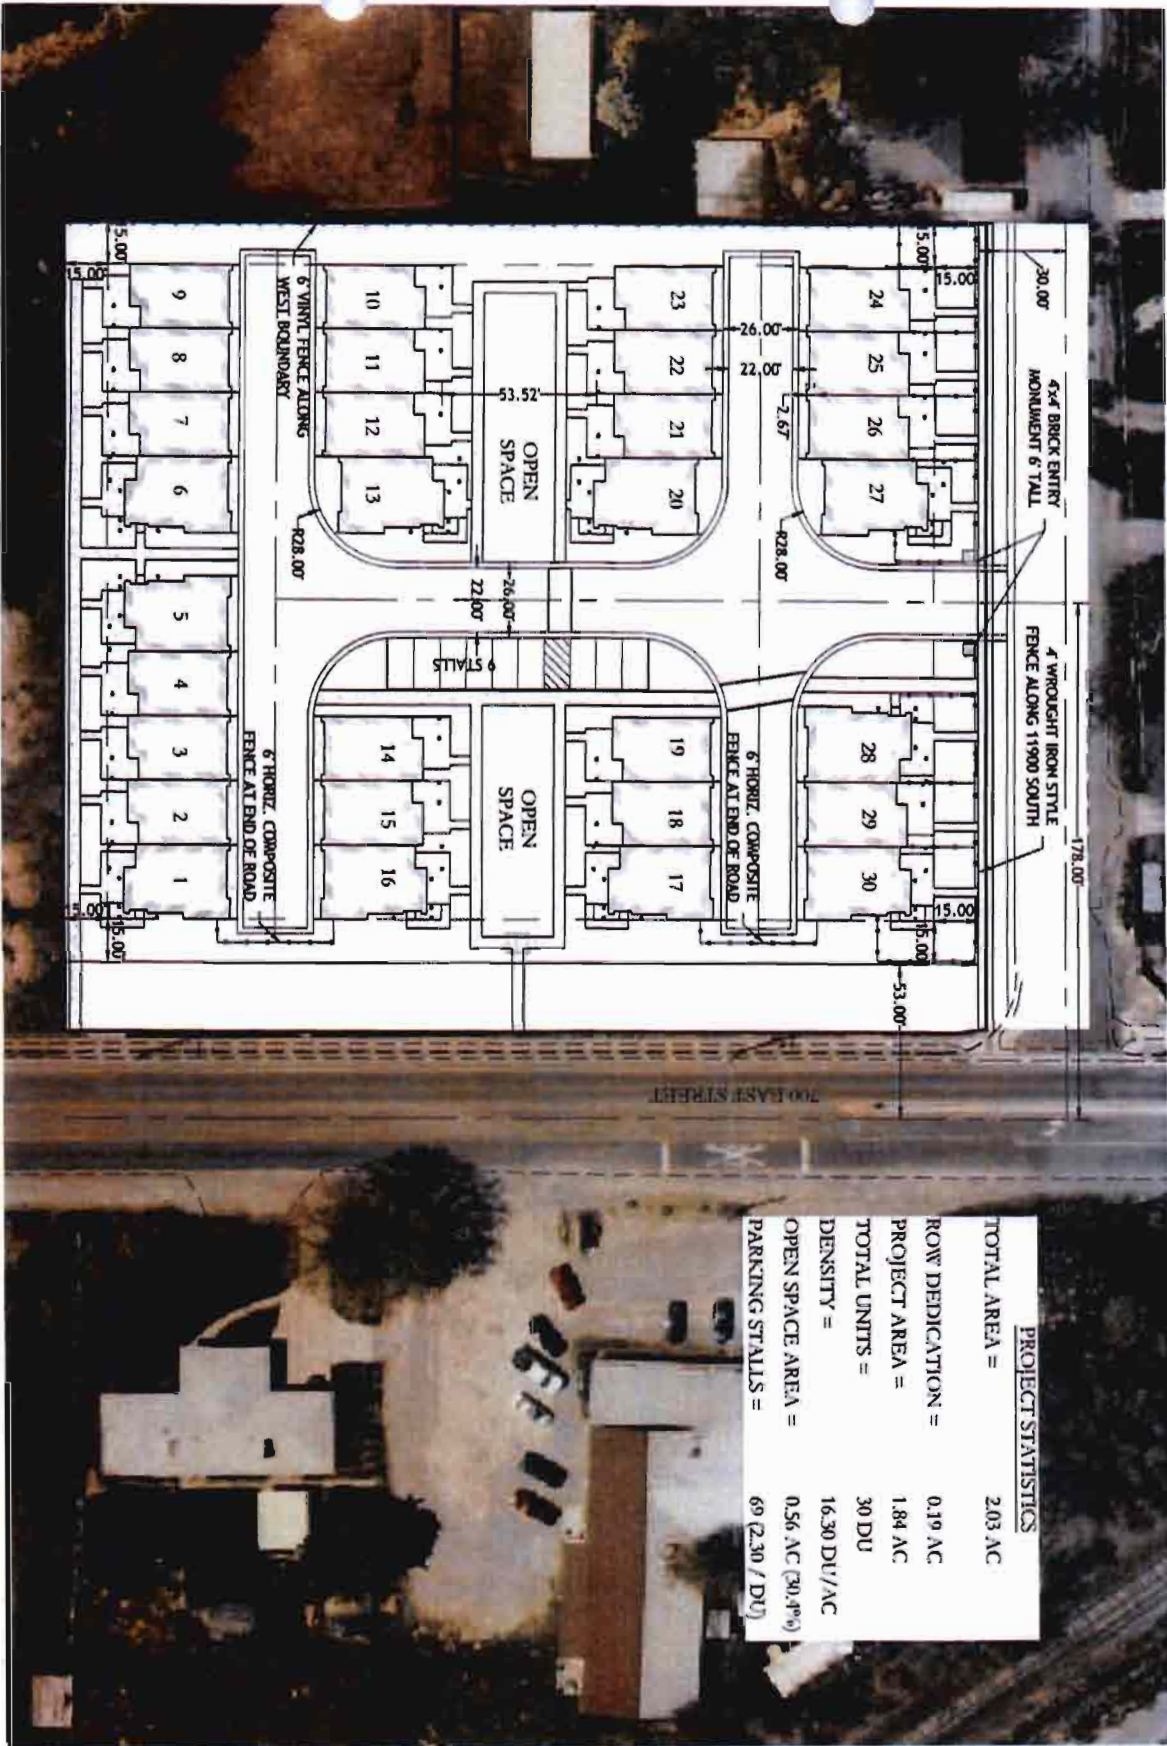 30.00'
4'x4' BRICK ENTRY
MONUMENT 6' TALL
4' WROUGHT IRON STYLE
FENCE ALONG 11900 SOUTH
178.00'
15.00'
15.00'
15.00'
15.00'
53.00'
24
25
26
27
28
29
30
26.00'
22.00'
2.67'
R28.00'
6' HORIZ. COMPOSITE
FENCE AT END OF ROAD
23
22
21
20
19
18
17
53.52'
OPEN
SPACE
26.00'
22.00'
9 STALLS
OPEN
SPACE
10
11
12
13
14
15
16
6' VINYL FENCE ALONG
WEST BOUNDARY
R28.00'
6' HORIZ. COMPOSITE
FENCE AT END OF ROAD
9
8
7
6
5
4
3
2
1
15.00'
15.00'
15.00'
15.00'
700 EAST STREET
PROJECT STATISTICS
TOTAL AREA = 2.03 AC
ROW DEDICATION = 0.19 AC
PROJECT AREA = 1.84 AC
TOTAL UNITS = 30 DU
DENSITY = 16.30 DU/AC
OPEN SPACE AREA = 0.56 AC (30.4%)
PARKING STALLS = 69 (2.30 / DU)